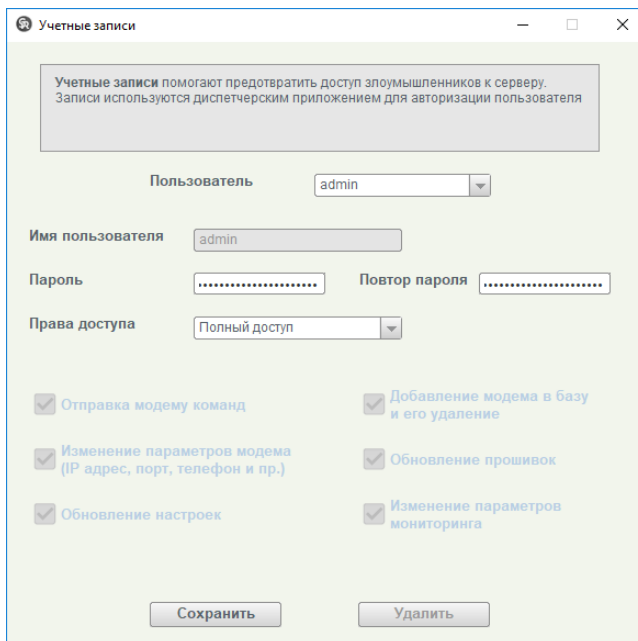 Учетные записи
Учетные записи помогают предотвратить доступ злоумышленников к серверу.
Записи используются диспетчерским приложением для авторизации пользователя
Пользователь admin
Имя пользователя admin
Пароль Повтор пароля
Права доступа Полный доступ
Отправка модему команд
Добавление модема в базу
и его удаление
Изменение параметров модема
(IP адрес, порт, телефон и пр.)
Обновление прошивок
Обновление настроек
Изменение параметров
мониторинга
Сохранить Удалить